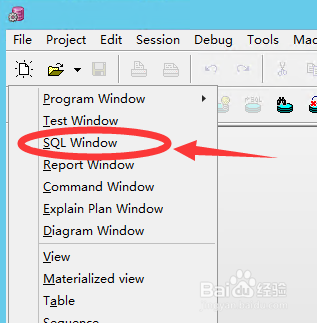 File Project Edit Session Debug Tools Mac
Program Window
Test Window
SQL Window
Report Window
Command Window
Explain Plan Window
Diagram Window
View
Materialized view
Table
Sequence
Baidu 经验